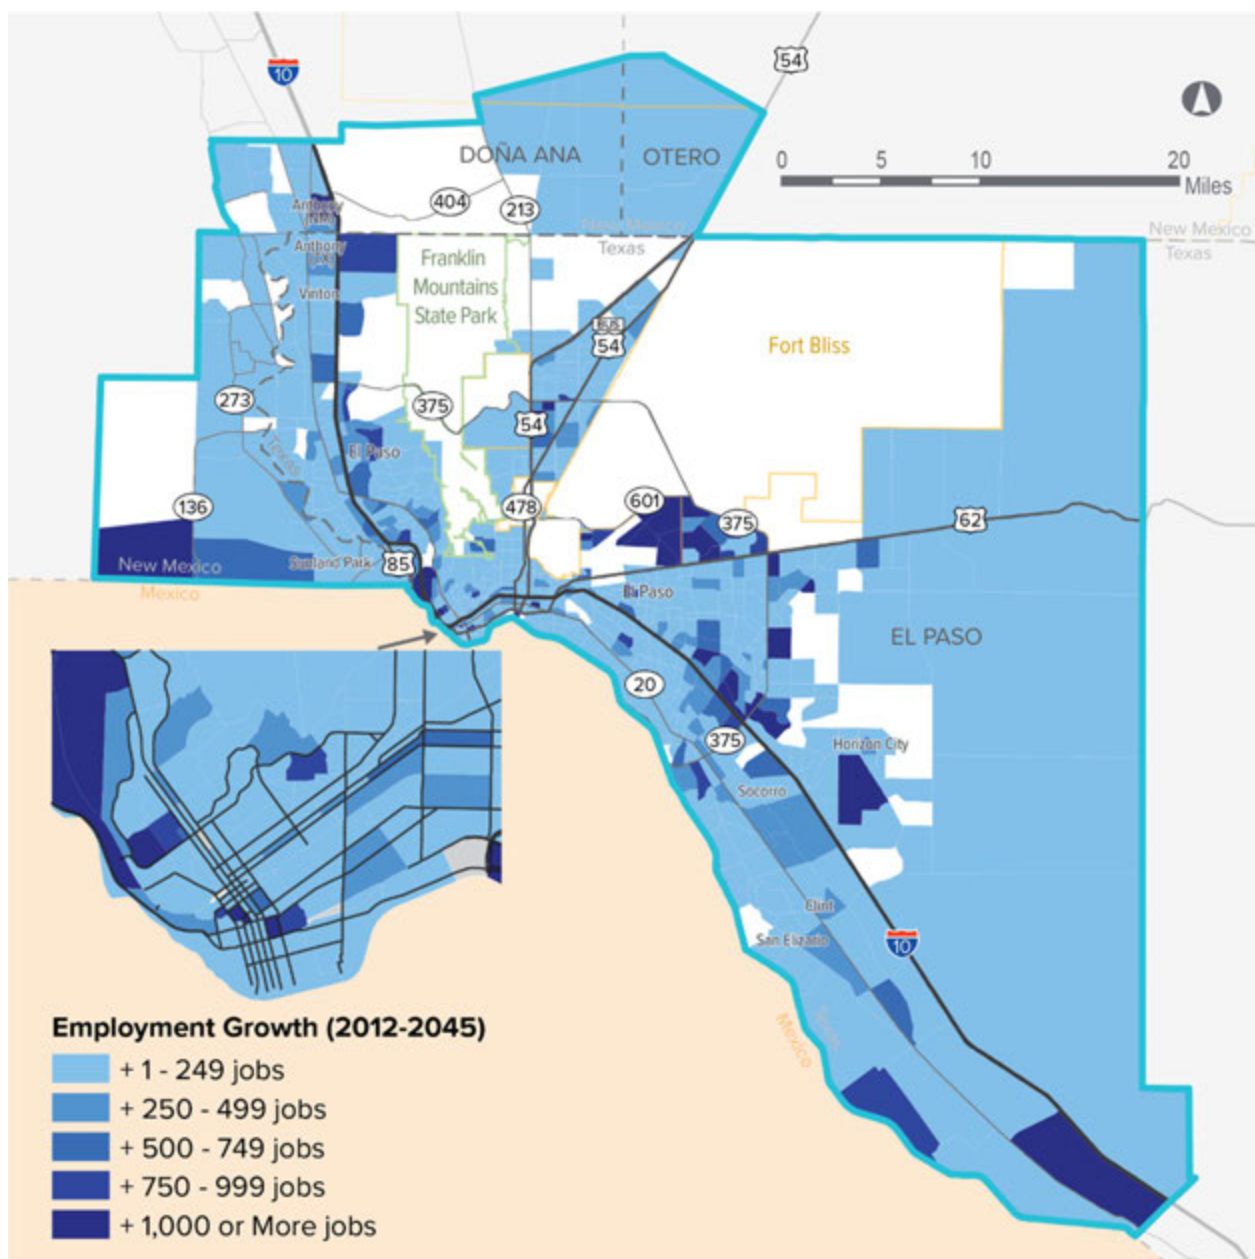 54
10
0 5 10 20
Miles
DOÑA ANA
OTERO
404
213
Anthony
(NM)
New Mexico
Texas
New Mexico
Texas
Anthony
(TX)
Franklin
Mountains
State Park
Vinton
54
Fort Bliss
273
375
54
Texas
El Paso
136
478
601
375
62
New Mexico
Mexico
Sunland Park
85
El Paso
EL PASO
20
375
Horizon City
Socorro
Clint
San Elizario
10
Mexico
Texas
Employment Growth (2012-2045)
+ 1 - 249 jobs
+ 250 - 499 jobs
+ 500 - 749 jobs
+ 750 - 999 jobs
+ 1,000 or More jobs